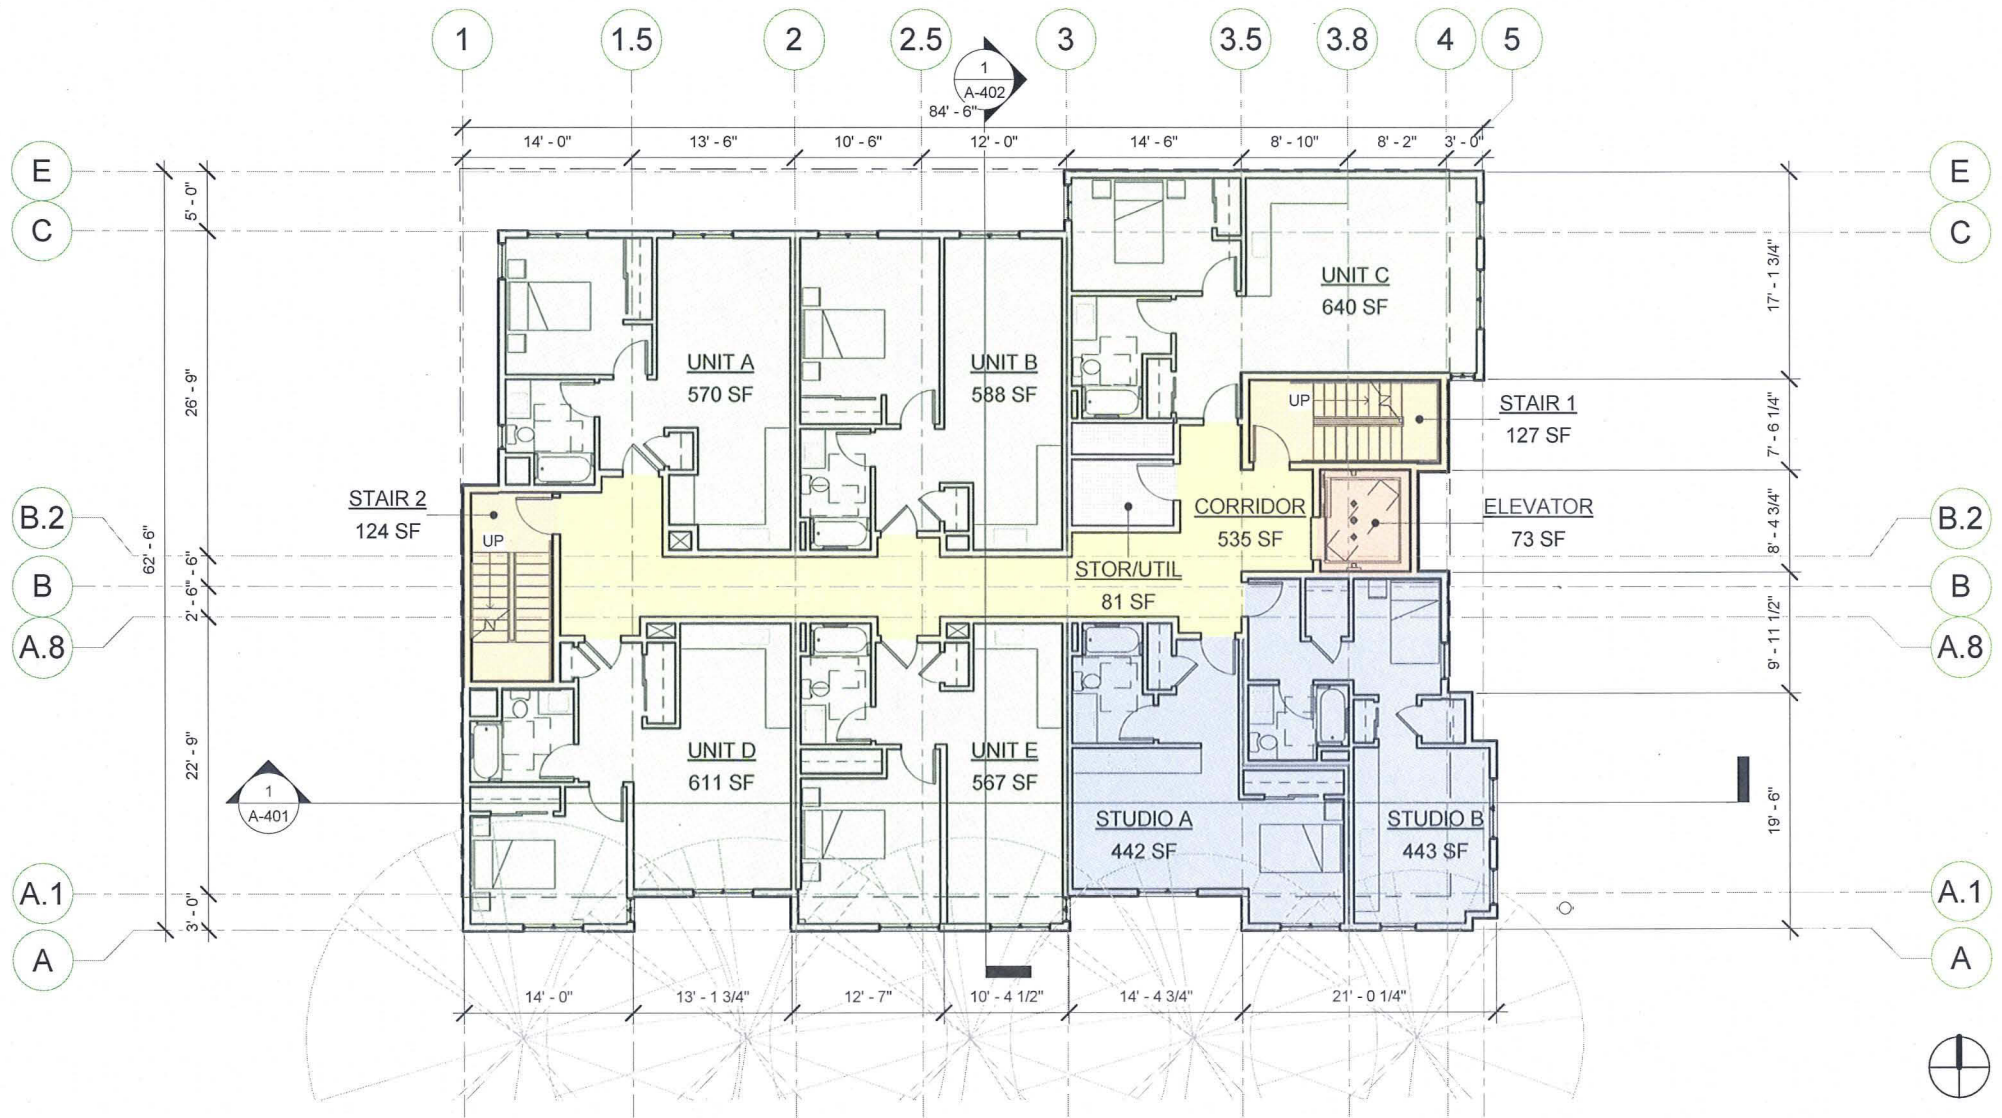 1 1.5 2 2.5 3 3.5 3.8 4 5
1
A-402
84' - 6"
14' - 0" 13' - 6" 10' - 6" 12' - 0" 14' - 6" 8' - 10" 8' - 2" 3' - 0"
E E
5' - 0"
C C
17' - 1 3/4"
UNIT C
640 SF
UNIT A
570 SF
UNIT B
588 SF
26' - 9"
UP
STAIR 1
127 SF
7' - 6 1/4"
STAIR 2
124 SF
UP
CORRIDOR
535 SF
ELEVATOR
73 SF
8' - 4 3/4"
B.2 B.2
62' - 6"
2' - 6" - 6"
STOR/UTIL
81 SF
B B
A.8 A.8
9' - 11 1/2"
UNIT D
611 SF
UNIT E
567 SF
22' - 9"
1
A-401
STUDIO A
442 SF
STUDIO B
443 SF
19' - 6"
A.1 A.1
3' - 0"
A A
14' - 0" 13' - 1 3/4" 12' - 7" 10' - 4 1/2" 14' - 4 3/4" 21' - 0 1/4"